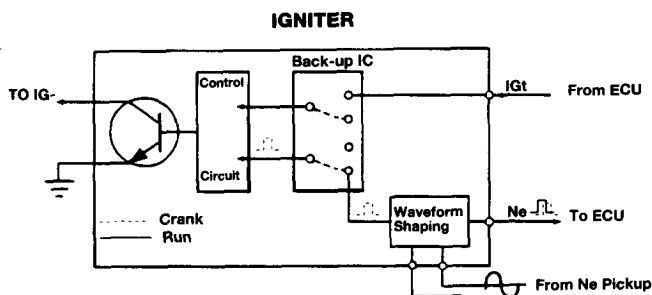 IGNITER
Back-up IC
Control
TO IG-
IGt
From ECU
Circuit
Waveform
Shaping
Ne
To ECU
Crank
Run
From Ne Pickup